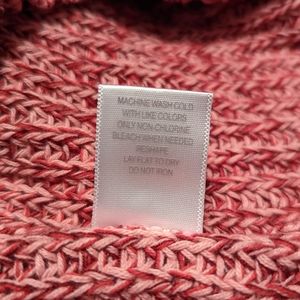 MACHINE WASH COLD
WITH LIKE COLORS
ONLY NON-CHLORINE
BLEACH WHEN NEEDED
RESHAPE
LAY FLAT TO DRY
DO NOT IRON